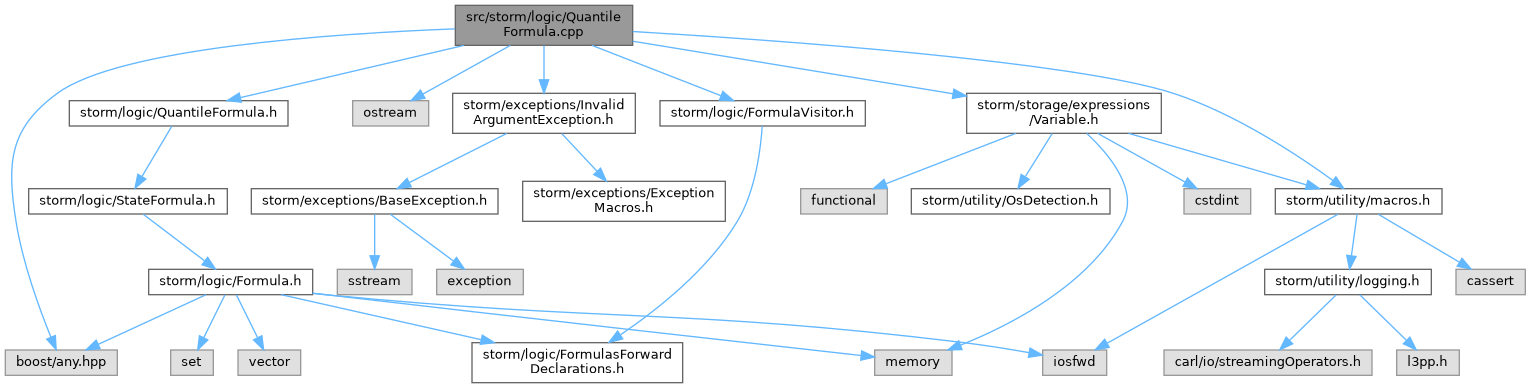 src/storm/logic/Quantile
Formula.cpp
storm/logic/QuantileFormula.h
ostream
storm/exceptions/Invalid
ArgumentException.h
storm/logic/FormulaVisitor.h
storm/storage/expressions
/Variable.h
storm/logic/StateFormula.h
storm/exceptions/BaseException.h
storm/exceptions/Exception
Macros.h
functional
storm/utility/OsDetection.h
cstdint
storm/utility/macros.h
storm/logic/Formula.h
sstream
exception
storm/utility/logging.h
cassert
boost/any.hpp
set
vector
storm/logic/FormulasForward
Declarations.h
memory
iosfwd
carl/io/streamingOperators.h
l3pp.h